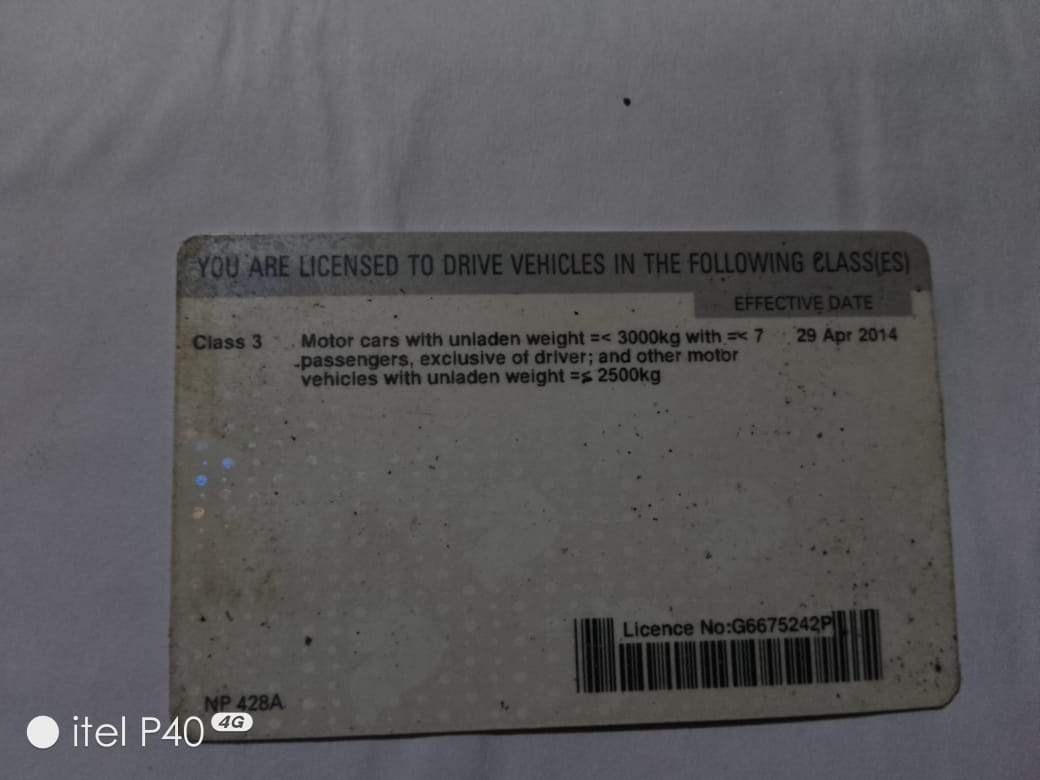 YOU ARE LICENSED TO DRIVE VEHICLES IN THE FOLLOWING CLASS(ES)
EFFECTIVE DATE
Class 3 Motor cars with unladen weight =< 3000kg with =< 7 29 Apr 2014
passengers, exclusive of driver; and other motor
vehicles with unladen weight =< 2500kg
Licence No:G6675242P
NP 428A
itel P40 4G